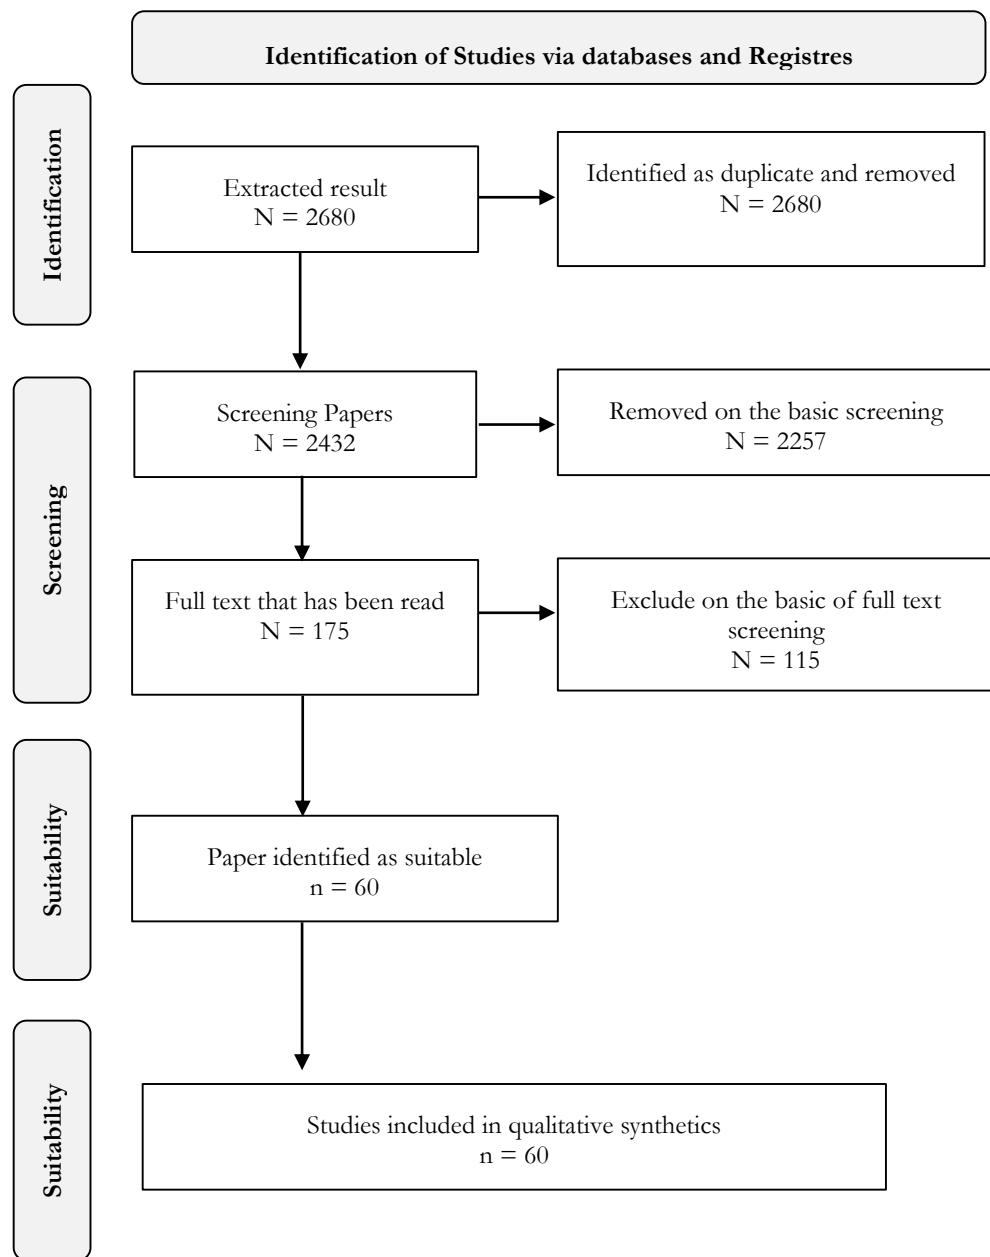 Identification of Studies via databases and Registres
Identification
Extracted result
N = 2680
Identified as duplicate and removed
N = 2680
Screening
Screening Papers
N = 2432
Removed on the basic screening
N = 2257
Full text that has been read
N = 175
Exclude on the basic of full text
screening
N = 115
Suitability
Paper identified as suitable
n = 60
Suitability
Studies included in qualitative synthetics
n = 60